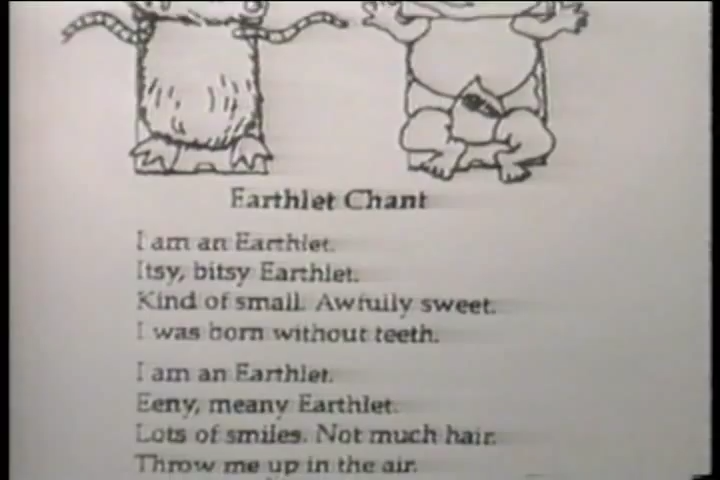 Earthlet Chant
I am an Earthlet.
Itsy, bitsy Earthlet.
Kind of small. Awfully sweet.
I was born without teeth.
I am an Earthlet.
Eeny, meany Earthlet.
Lots of smiles. Not much hair.
Throw me up in the air.